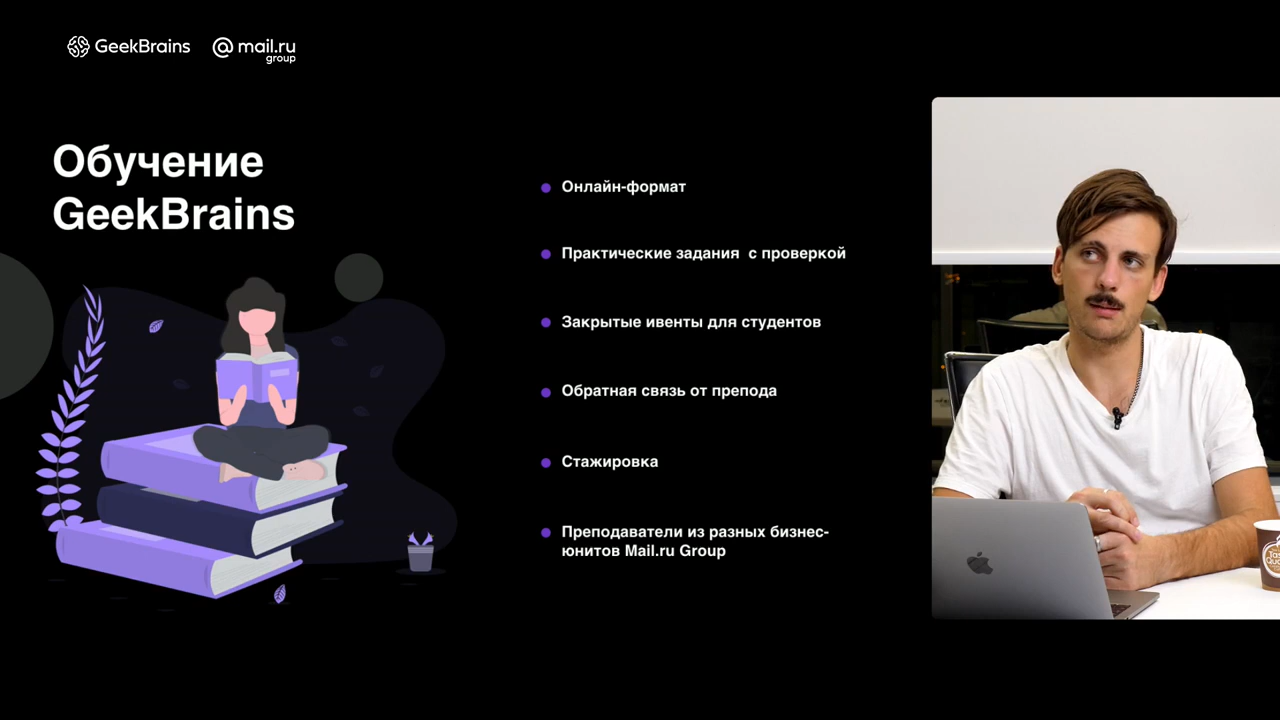 GeekBrains @mail.ru group
Обучение
GeekBrains
Онлайн-формат
Практические задания  с проверкой
Закрытые ивенты для студентов
Обратная связь от препода
Стажировка
Преподаватели из разных бизнес-
юнитов Mail.ru Group